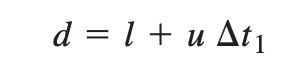 d = l + u Δt₁